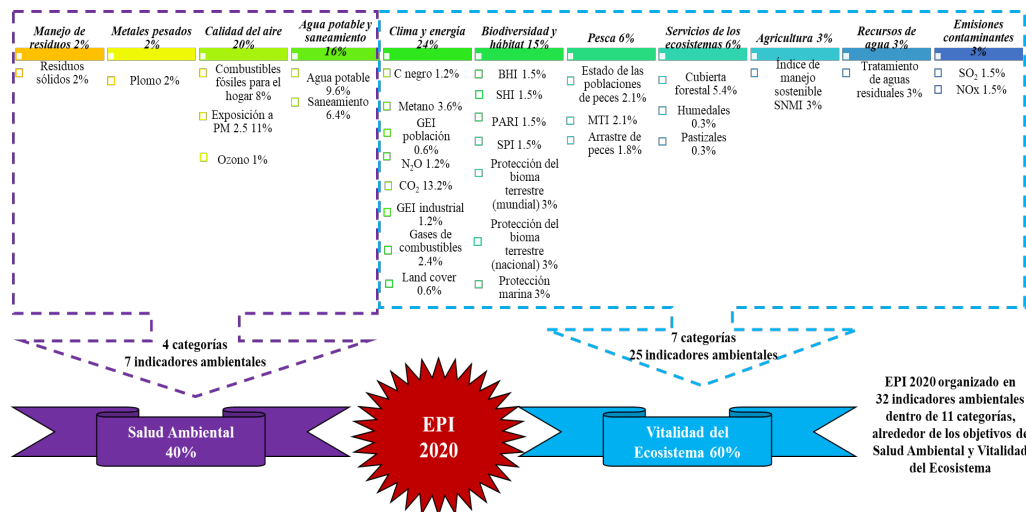 Manejo de
residuos 2%
Residuos
sólidos 2%
Metales pesados
2%
Plomo 2%
Calidad del aire
20%
Combustibles
fósiles para el
hogar 8%
Exposición a
PM 2.5 11%
Ozono 1%
Agua potable y
saneamiento
16%
Agua potable
9.6%
Saneamiento
6.4%
Clima y energía
24%
C negro 1.2%
Metano 3.6%
GEI
población
0.6%
N₂O 1.2%
CO₂ 13.2%
GEI industrial
1.2%
Gases de
combustibles
2.4%
Land cover
0.6%
Biodiversidad y
hábitat 15%
BHI 1.5%
SHI 1.5%
PARI 1.5%
SPI 1.5%
Protección del
bioma
terrestre
(mundial) 3%
Protección del
bioma
terrestre
(nacional) 3%
Protección
marina 3%
Pesca 6%
Estado de las
poblaciones
de peces 2.1%
MTI 2.1%
Arrastre de
peces 1.8%
Servicios de los
ecosistemas 6%
Cubierta
forestal 5.4%
Humedales
0.3%
Pastizales
0.3%
Agricultura 3%
Índice de
manejo
sostenible
SNMI 3%
Recursos de
agua 3%
Tratamiento
de aguas
residuales 3%
Emisiones
contaminantes
3%
SO₂ 1.5%
NOx 1.5%
4 categorías
7 indicadores ambientales
7 categorías
25 indicadores ambientales
Salud Ambiental
40%
EPI
2020
Vitalidad del
Ecosistema 60%
EPI 2020 organizado en
32 indicadores ambientales
dentro de 11 categorías,
alrededor de los objetivos de
Salud Ambiental y Vitalidad
del Ecosistema